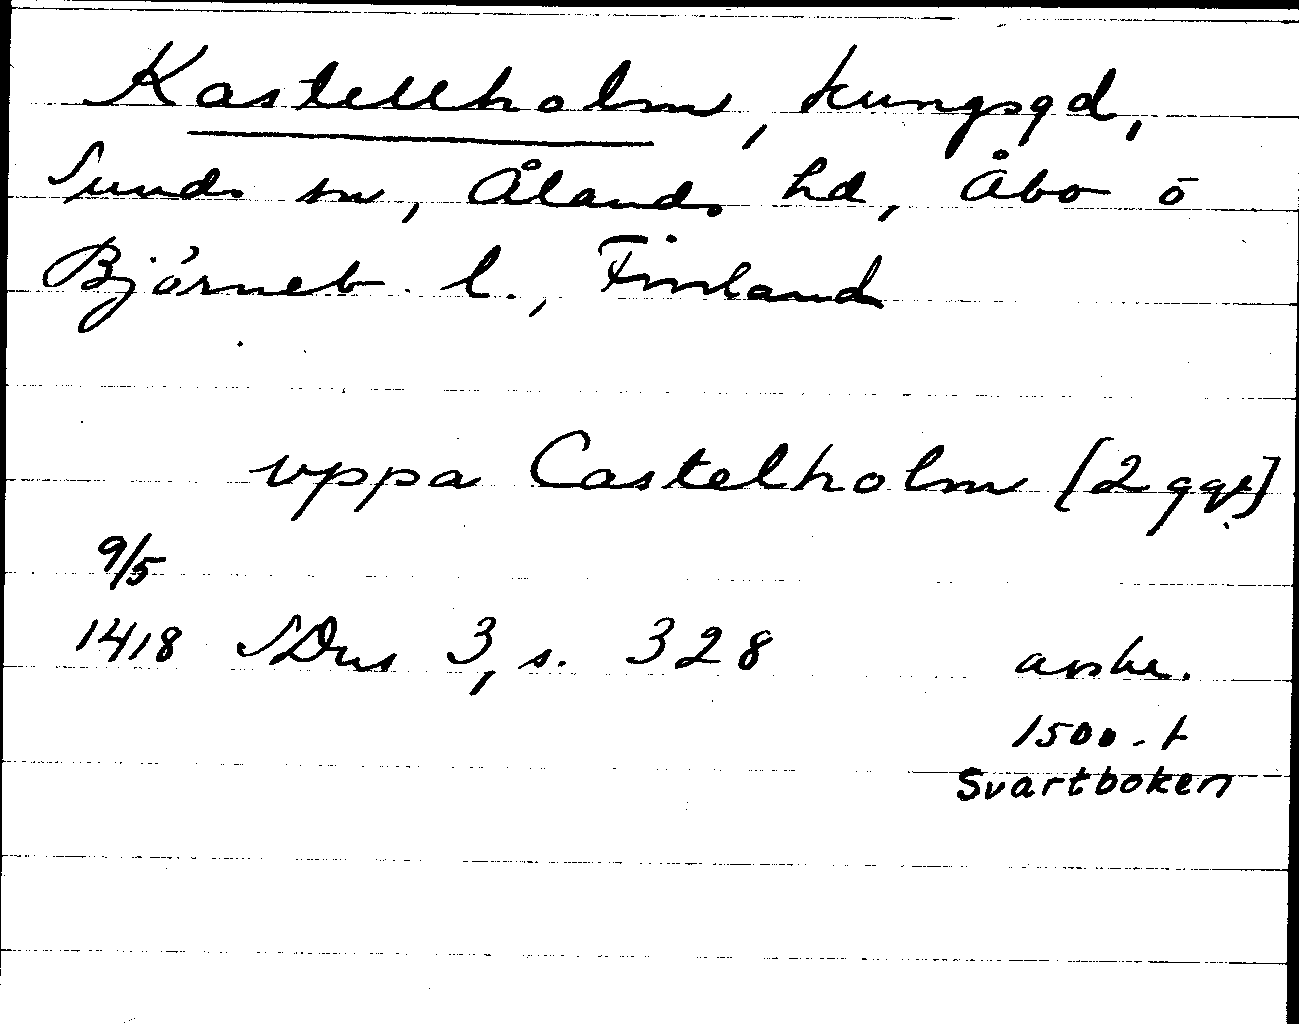 Kastellholm, kungsgd,
Sunds sn, Ålands hd, Åbo o
Björneb. l., Finland
uppa Castelholm [2 ggr]
9/5
1418 SDns 3, s. 328 avskr.
1500-t
Svartboken